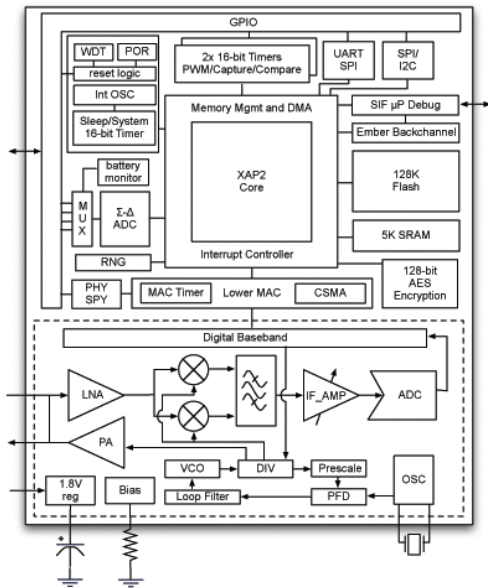 GPIO
WDT
POR
reset logic
Int OSC
Sleep/System
16-bit Timer
2x 16-bit Timers
PWM/Capture/Compare
UART
SPI
SPI/
I2C
Memory Mgmt and DMA
SIF µP Debug
Ember Backchannel
XAP2
Core
battery
monitor
M
U
X
Σ-Δ
ADC
128K
Flash
5K SRAM
Interrupt Controller
RNG
PHY
SPY
MAC Timer
Lower MAC
CSMA
128-bit
AES
Encryption
Digital Baseband
LNA
IF_AMP
ADC
PA
VCO
DIV
Prescale
OSC
1.8V
reg
Bias
Loop Filter
PFD
+